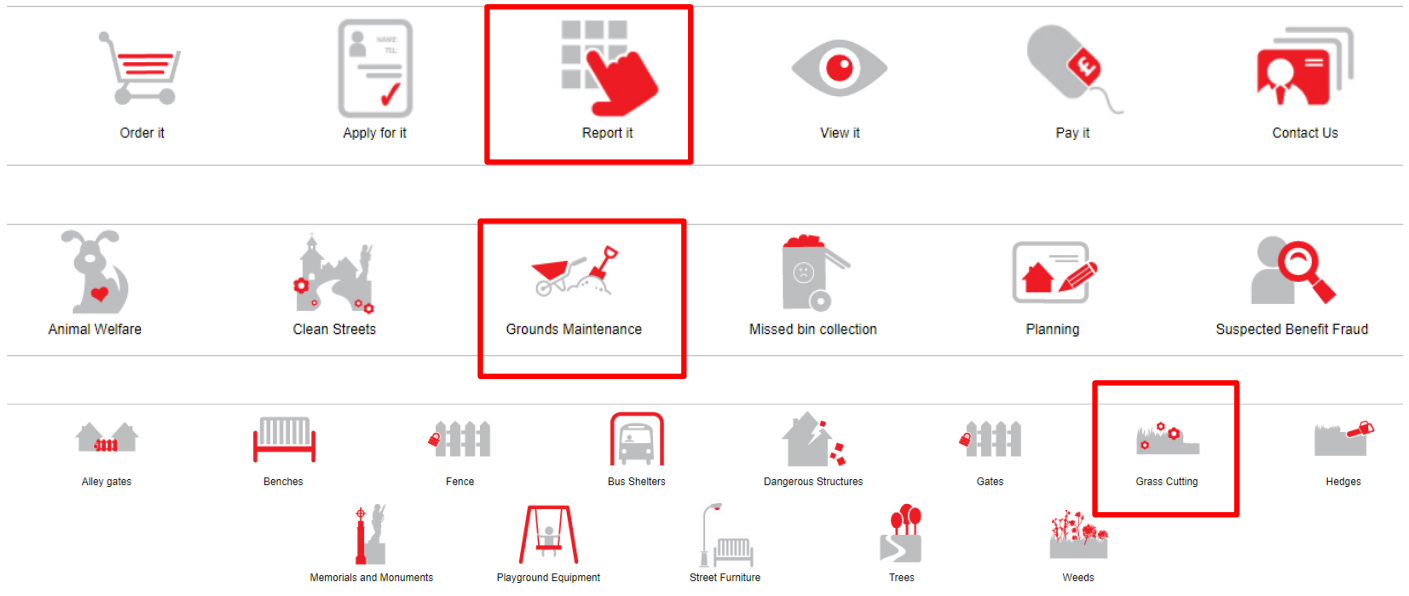 NAME:
TEL:
£
Order it
Apply for it
Report it
View it
Pay it
Contact Us
Animal Welfare
Clean Streets
Grounds Maintenance
Missed bin collection
Planning
Suspected Benefit Fraud
Alley gates
Benches
Fence
Bus Shelters
Dangerous Structures
Gates
Grass Cutting
Hedges
Memorials and Monuments
Playground Equipment
Street Furniture
Trees
Weeds